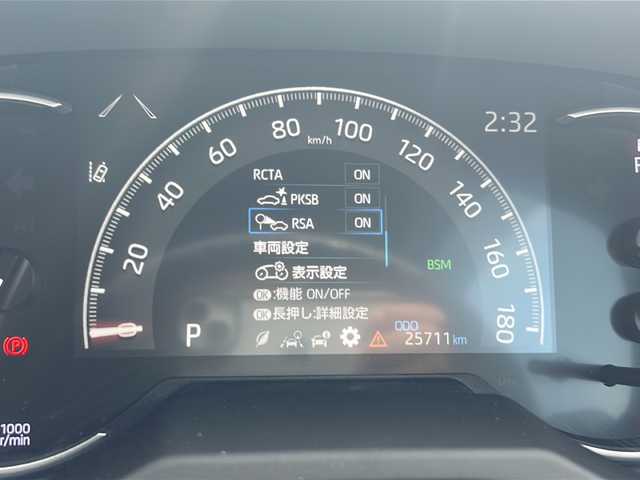 2:32
80 km/h 100
60
120
40
140
20
160
180
RCTA ON
PKSB ON
RSA ON
車両設定
表示設定
BSM
OK:機能 ON/OFF
OK長押し:詳細設定
P
ODO
25711 km
P
1000
r/min